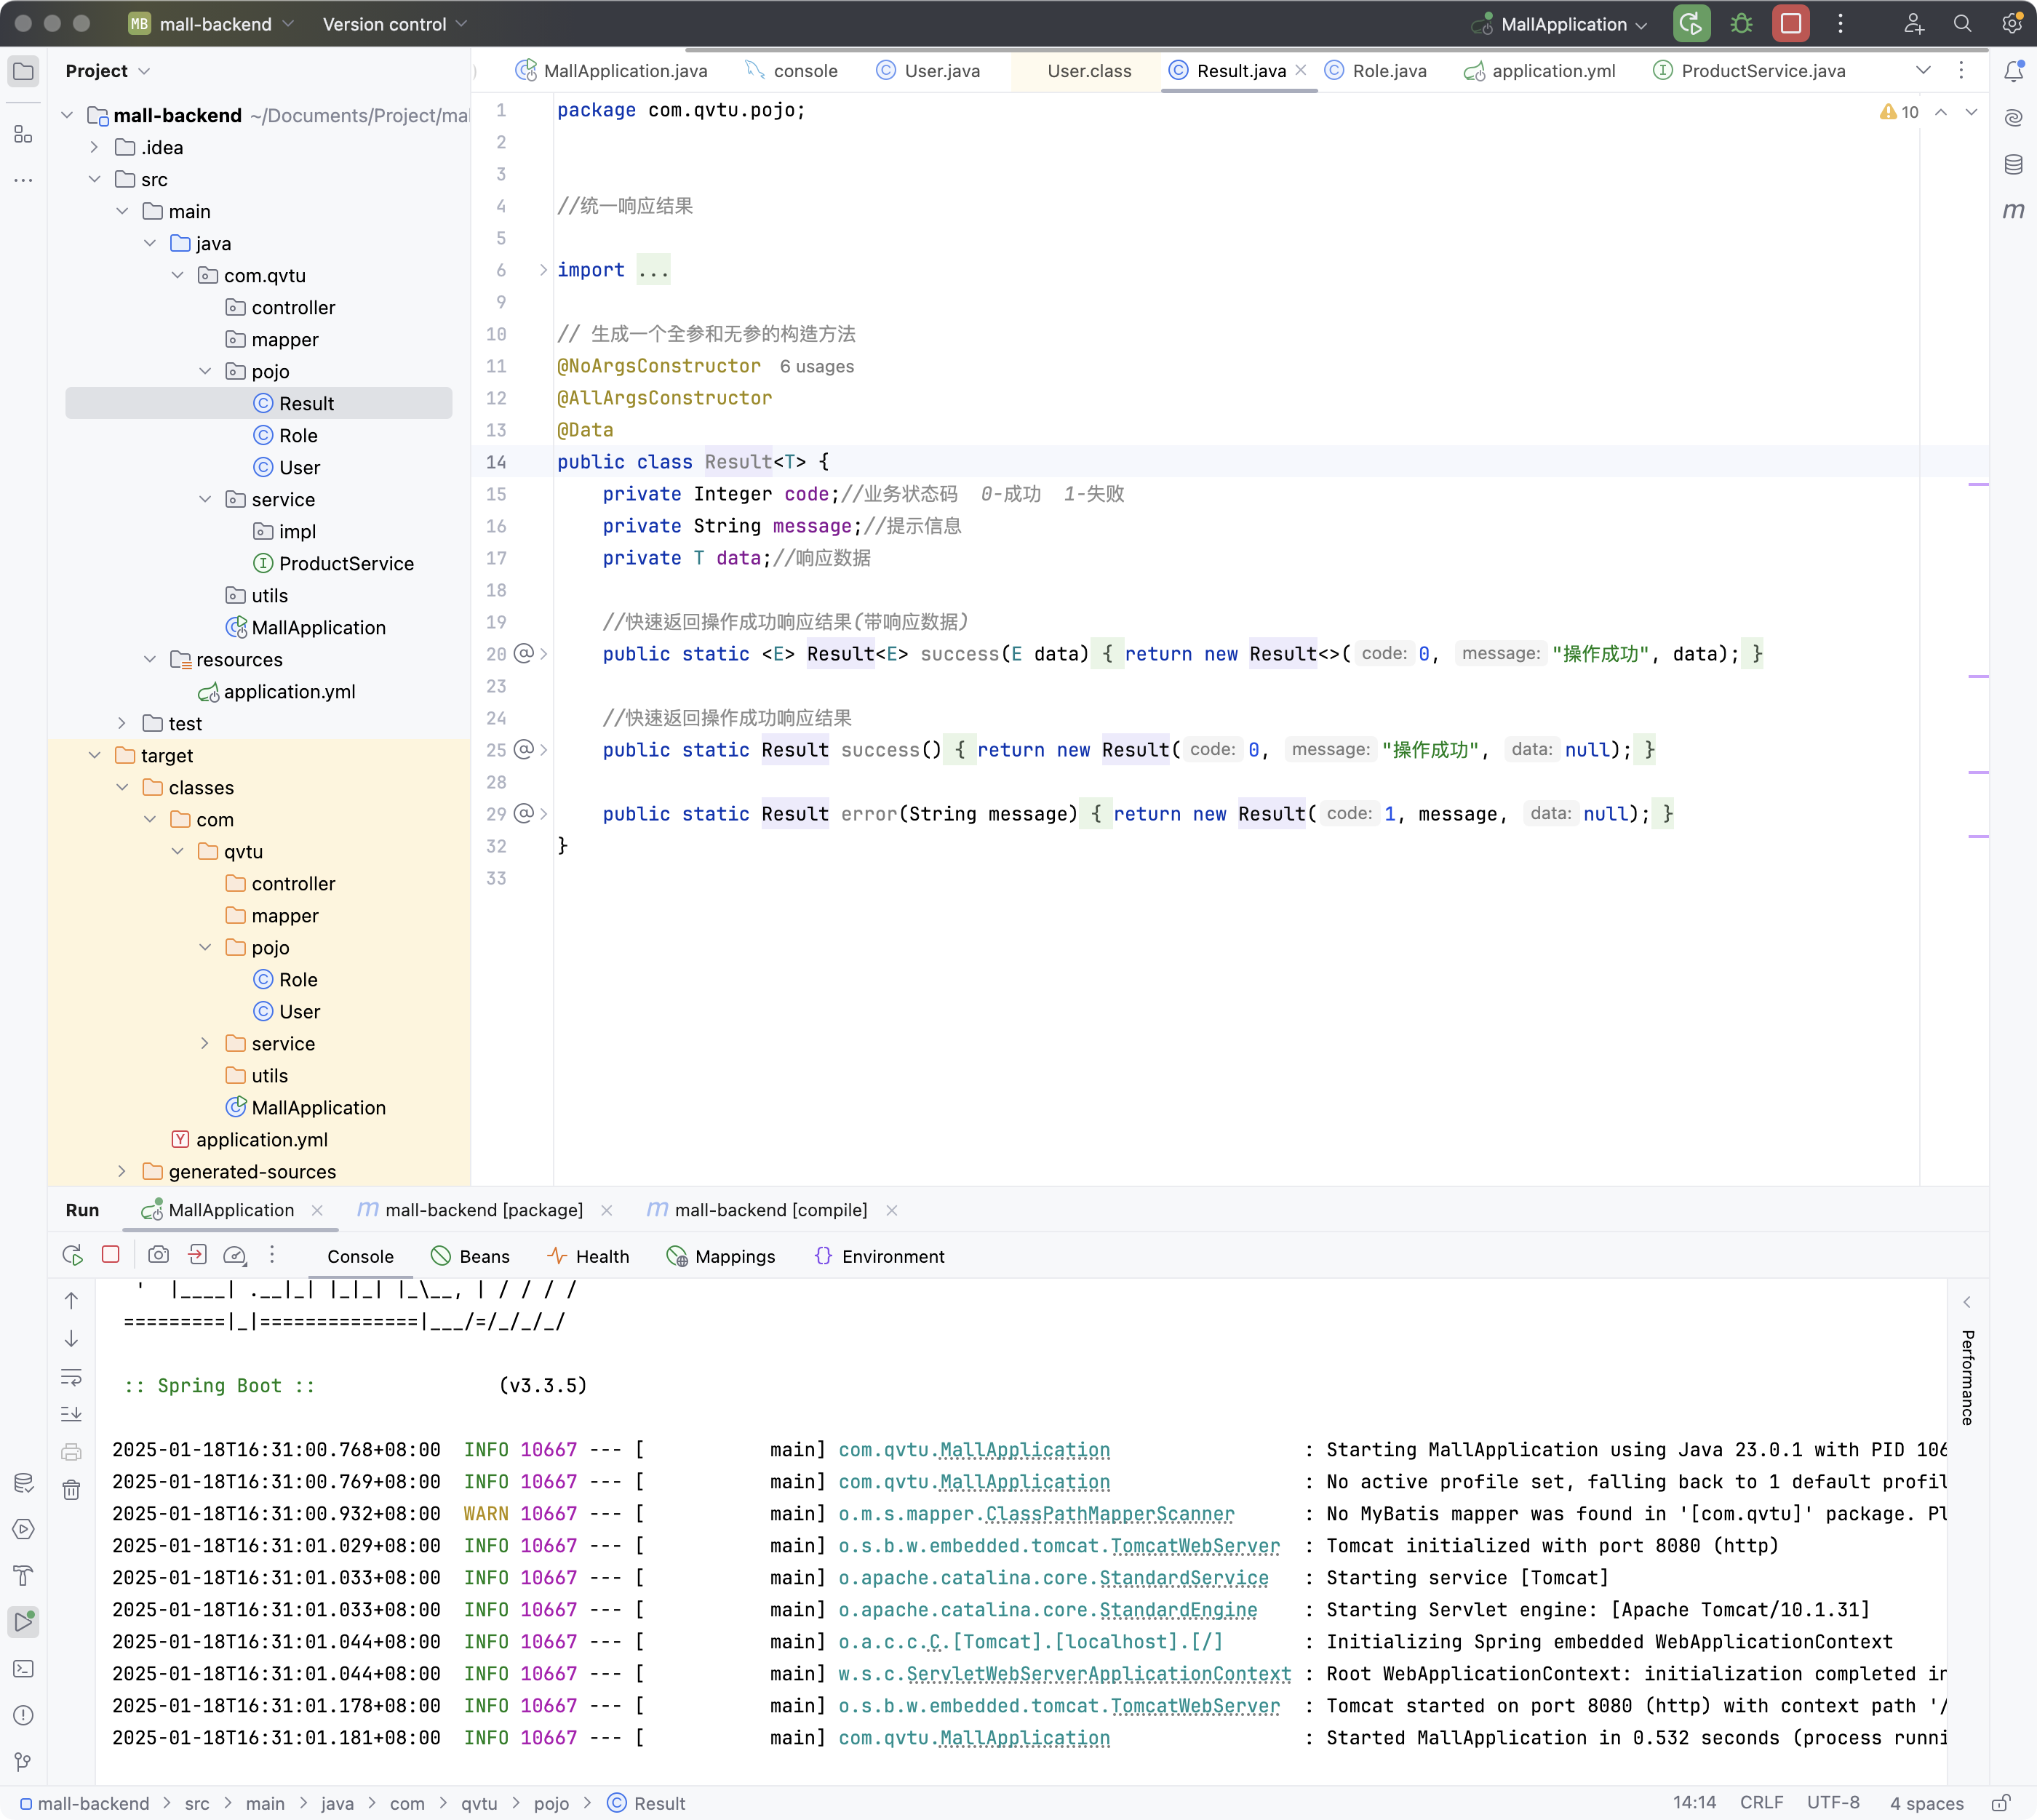 MB mall-backend Version control MallApplication
Project
mall-backend ~/Documents/Project/mal
.idea
src
main
java
com.qvtu
controller
mapper
pojo
Result
Role
User
service
impl
ProductService
utils
MallApplication
resources
application.yml
test
target
classes
com
qvtu
controller
mapper
pojo
Role
User
service
utils
MallApplication
application.yml
generated-sources
MallApplication.java console User.java User.class Result.java Role.java application.yml ProductService.java
10
1 package com.qvtu.pojo;
2
3
4 //统一响应结果
5
6 import ...
9
10 // 生成一个全参和无参的构造方法
11 @NoArgsConstructor 6 usages
12 @AllArgsConstructor
13 @Data
14 public class Result<T> {
15 private Integer code;//业务状态码 0-成功 1-失败
16 private String message;//提示信息
17 private T data;//响应数据
18
19 //快速返回操作成功响应结果(带响应数据)
20 public static <E> Result<E> success(E data) { return new Result<>( code: 0, message: "操作成功", data); }
23
24 //快速返回操作成功响应结果
25 public static Result success() { return new Result( code: 0, message: "操作成功", data: null); }
28
29 public static Result error(String message) { return new Result( code: 1, message, data: null); }
32 }
33
Run MallApplication mall-backend [package] mall-backend [compile]
Console Beans Health Mappings Environment
' |____| .__|_| |_|_| |_\__, | / / / /
=========|_|==============|___/=/_/_/_/
:: Spring Boot :: (v3.3.5)
2025-01-18T16:31:00.768+08:00 INFO 10667 --- [ main] com.qvtu.MallApplication : Starting MallApplication using Java 23.0.1 with PID 106
2025-01-18T16:31:00.769+08:00 INFO 10667 --- [ main] com.qvtu.MallApplication : No active profile set, falling back to 1 default profil
2025-01-18T16:31:00.932+08:00 WARN 10667 --- [ main] o.m.s.mapper.ClassPathMapperScanner : No MyBatis mapper was found in '[com.qvtu]' package. Pl
2025-01-18T16:31:01.029+08:00 INFO 10667 --- [ main] o.s.b.w.embedded.tomcat.TomcatWebServer : Tomcat initialized with port 8080 (http)
2025-01-18T16:31:01.033+08:00 INFO 10667 --- [ main] o.apache.catalina.core.StandardService : Starting service [Tomcat]
2025-01-18T16:31:01.033+08:00 INFO 10667 --- [ main] o.apache.catalina.core.StandardEngine : Starting Servlet engine: [Apache Tomcat/10.1.31]
2025-01-18T16:31:01.044+08:00 INFO 10667 --- [ main] o.a.c.c.C.[Tomcat].[localhost].[/] : Initializing Spring embedded WebApplicationContext
2025-01-18T16:31:01.044+08:00 INFO 10667 --- [ main] w.s.c.ServletWebServerApplicationContext : Root WebApplicationContext: initialization completed in
2025-01-18T16:31:01.178+08:00 INFO 10667 --- [ main] o.s.b.w.embedded.tomcat.TomcatWebServer : Tomcat started on port 8080 (http) with context path '/
2025-01-18T16:31:01.181+08:00 INFO 10667 --- [ main] com.qvtu.MallApplication : Started MallApplication in 0.532 seconds (process runni
Performance
mall-backend > src > main > java > com > qvtu > pojo > Result 14:14 CRLF UTF-8 4 spaces